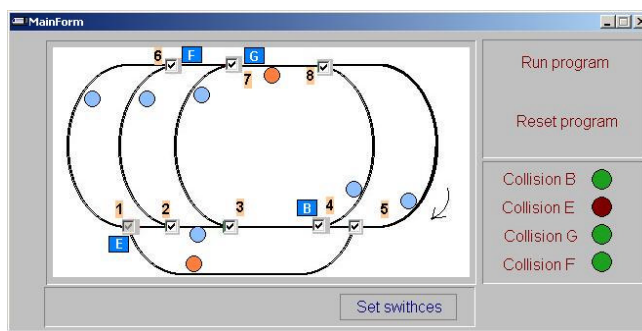 MainForm
6 F G
7 8
Run program
Reset program
1 2 3 B 4 5
E
Collision B
Collision E
Collision G
Collision F
Set swithces